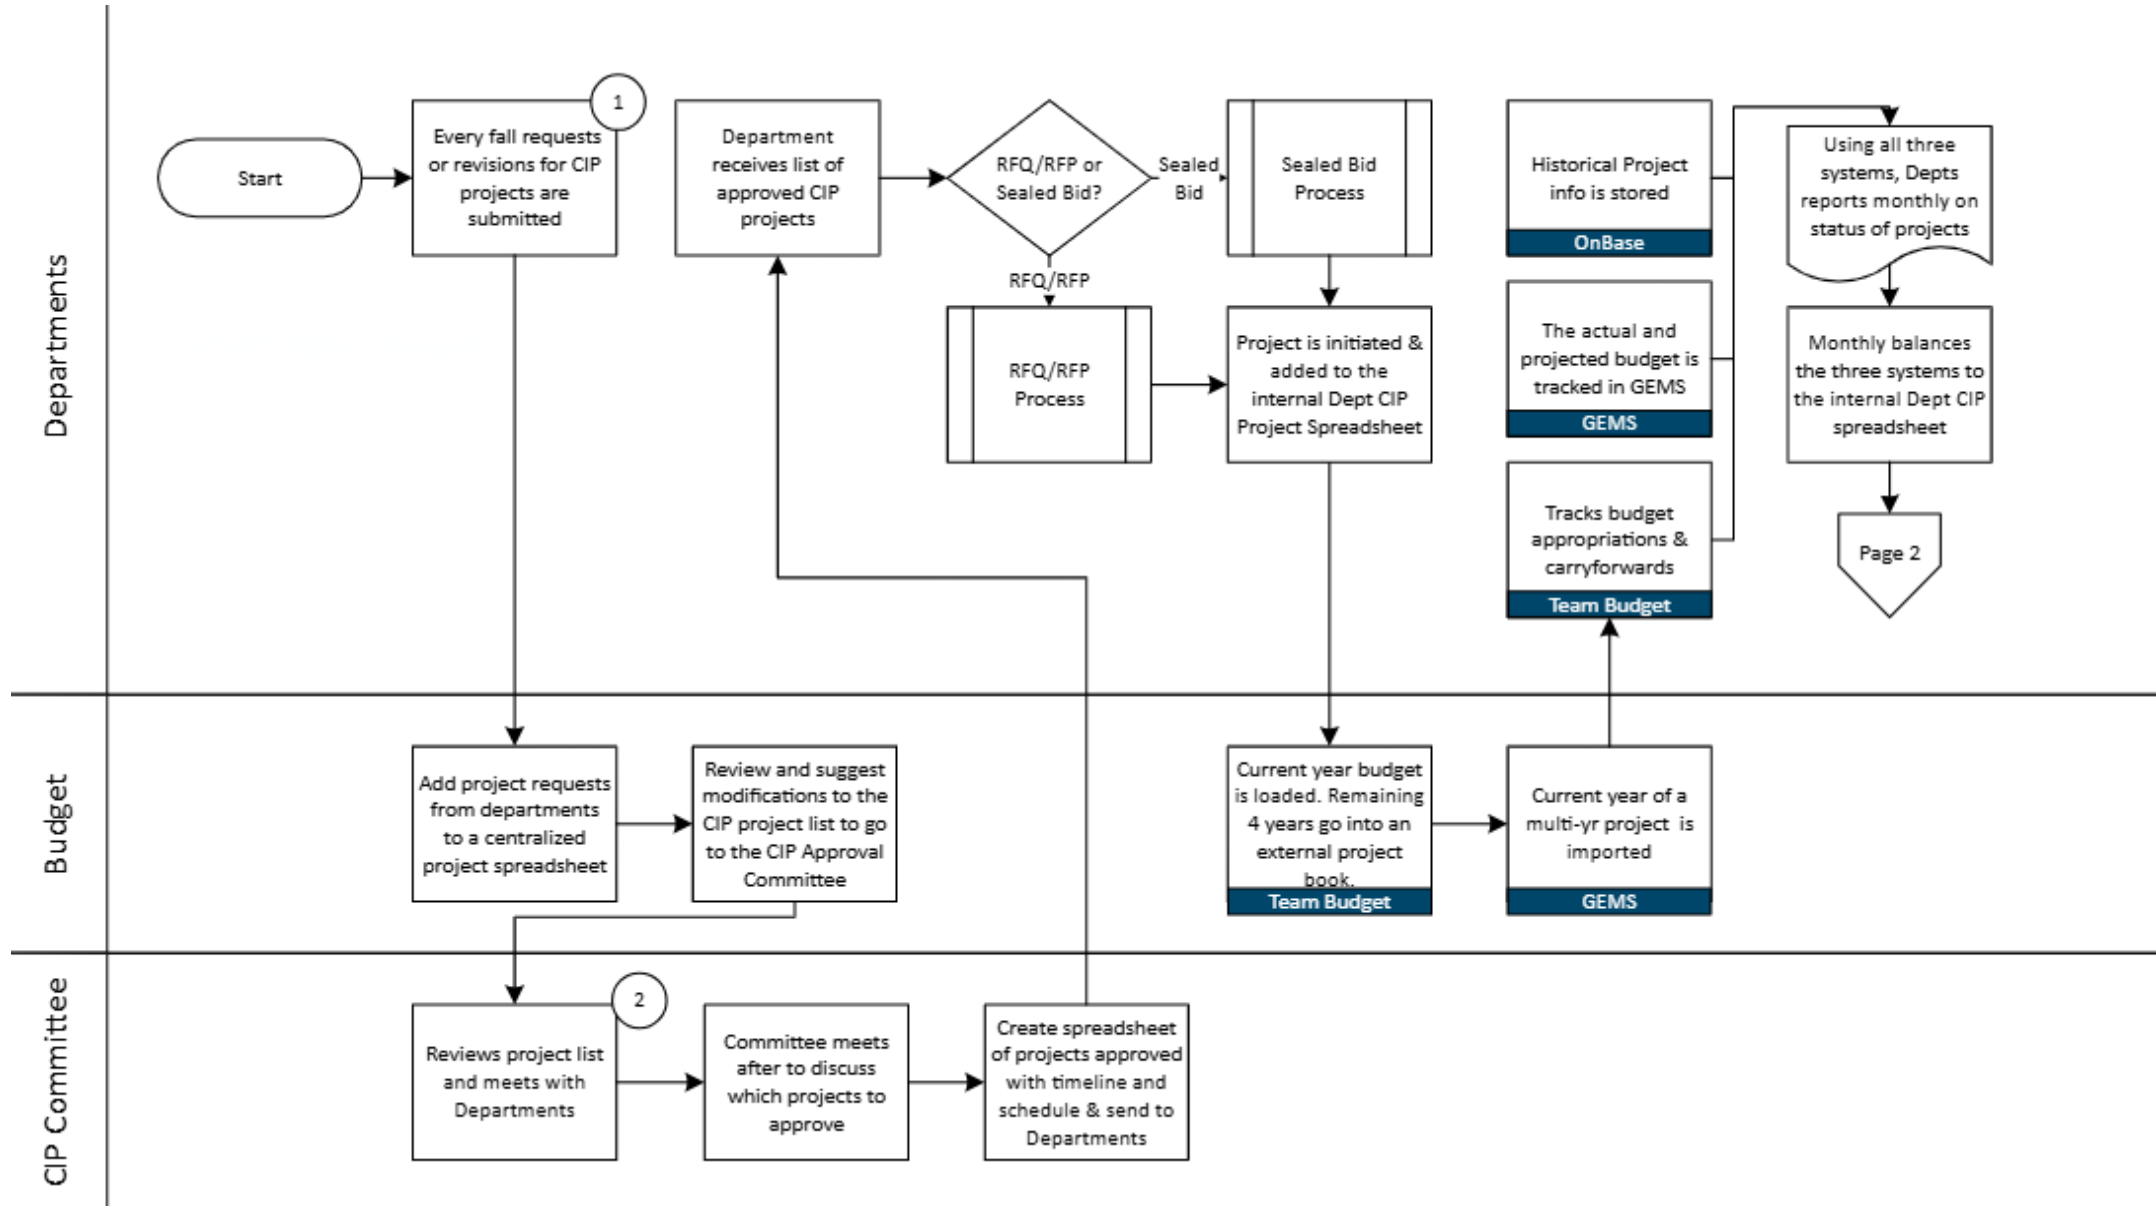 Departments
Start
1
Every fall requests
or revisions for CIP
projects are
submitted
Department
receives list of
approved CIP
projects
RFQ/RFP or
Sealed Bid?
Sealed
Bid
Sealed Bid
Process
RFQ/RFP
RFQ/RFP
Process
Project is initiated &
added to the
internal Dept CIP
Project Spreadsheet
Historical Project
info is stored
OnBase
The actual and
projected budget is
tracked in GEMS
GEMS
Tracks budget
appropriations &
carryforwards
Team Budget
Using all three
systems, Depts
reports monthly on
status of projects
Monthly balances
the three systems to
the internal Dept CIP
spreadsheet
Page 2
Budget
Add project requests
from departments
to a centralized
project spreadsheet
Review and suggest
modifications to the
CIP project list to go
to the CIP Approval
Committee
Current year budget
is loaded. Remaining
4 years go into an
external project
book.
Team Budget
Current year of a
multi-yr project is
imported
GEMS
CIP Committee
2
Reviews project list
and meets with
Departments
Committee meets
after to discuss
which projects to
approve
Create spreadsheet
of projects approved
with timeline and
schedule & send to
Departments